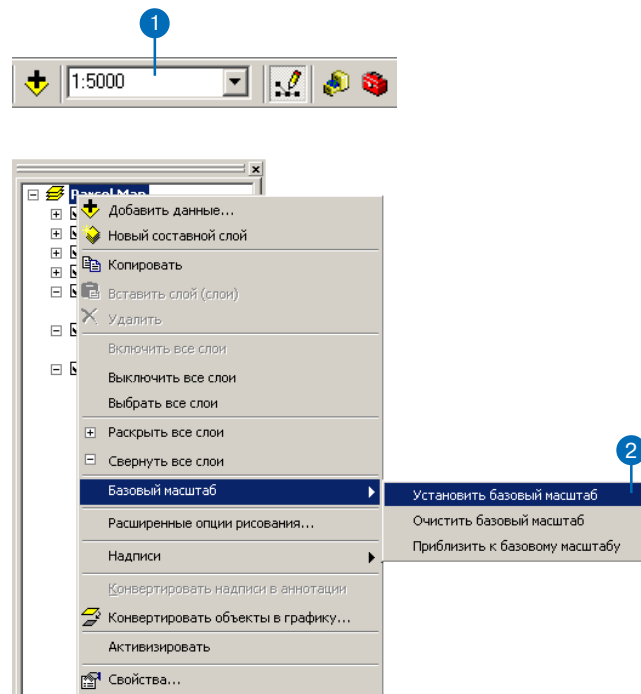 1
1:5000
Parcel Map
Добавить данные...
Новый составной слой
Копировать
Вставить слой (слои)
Удалить
Включить все слои
Выключить все слои
Выбрать все слои
Раскрыть все слои
Свернуть все слои
2
Базовый масштаб
Установить базовый масштаб
Очистить базовый масштаб
Расширенные опции рисования...
Приблизить к базовому масштабу
Надписи
Конвертировать надписи в аннотации
Конвертировать объекты в графику...
Активизировать
Свойства...